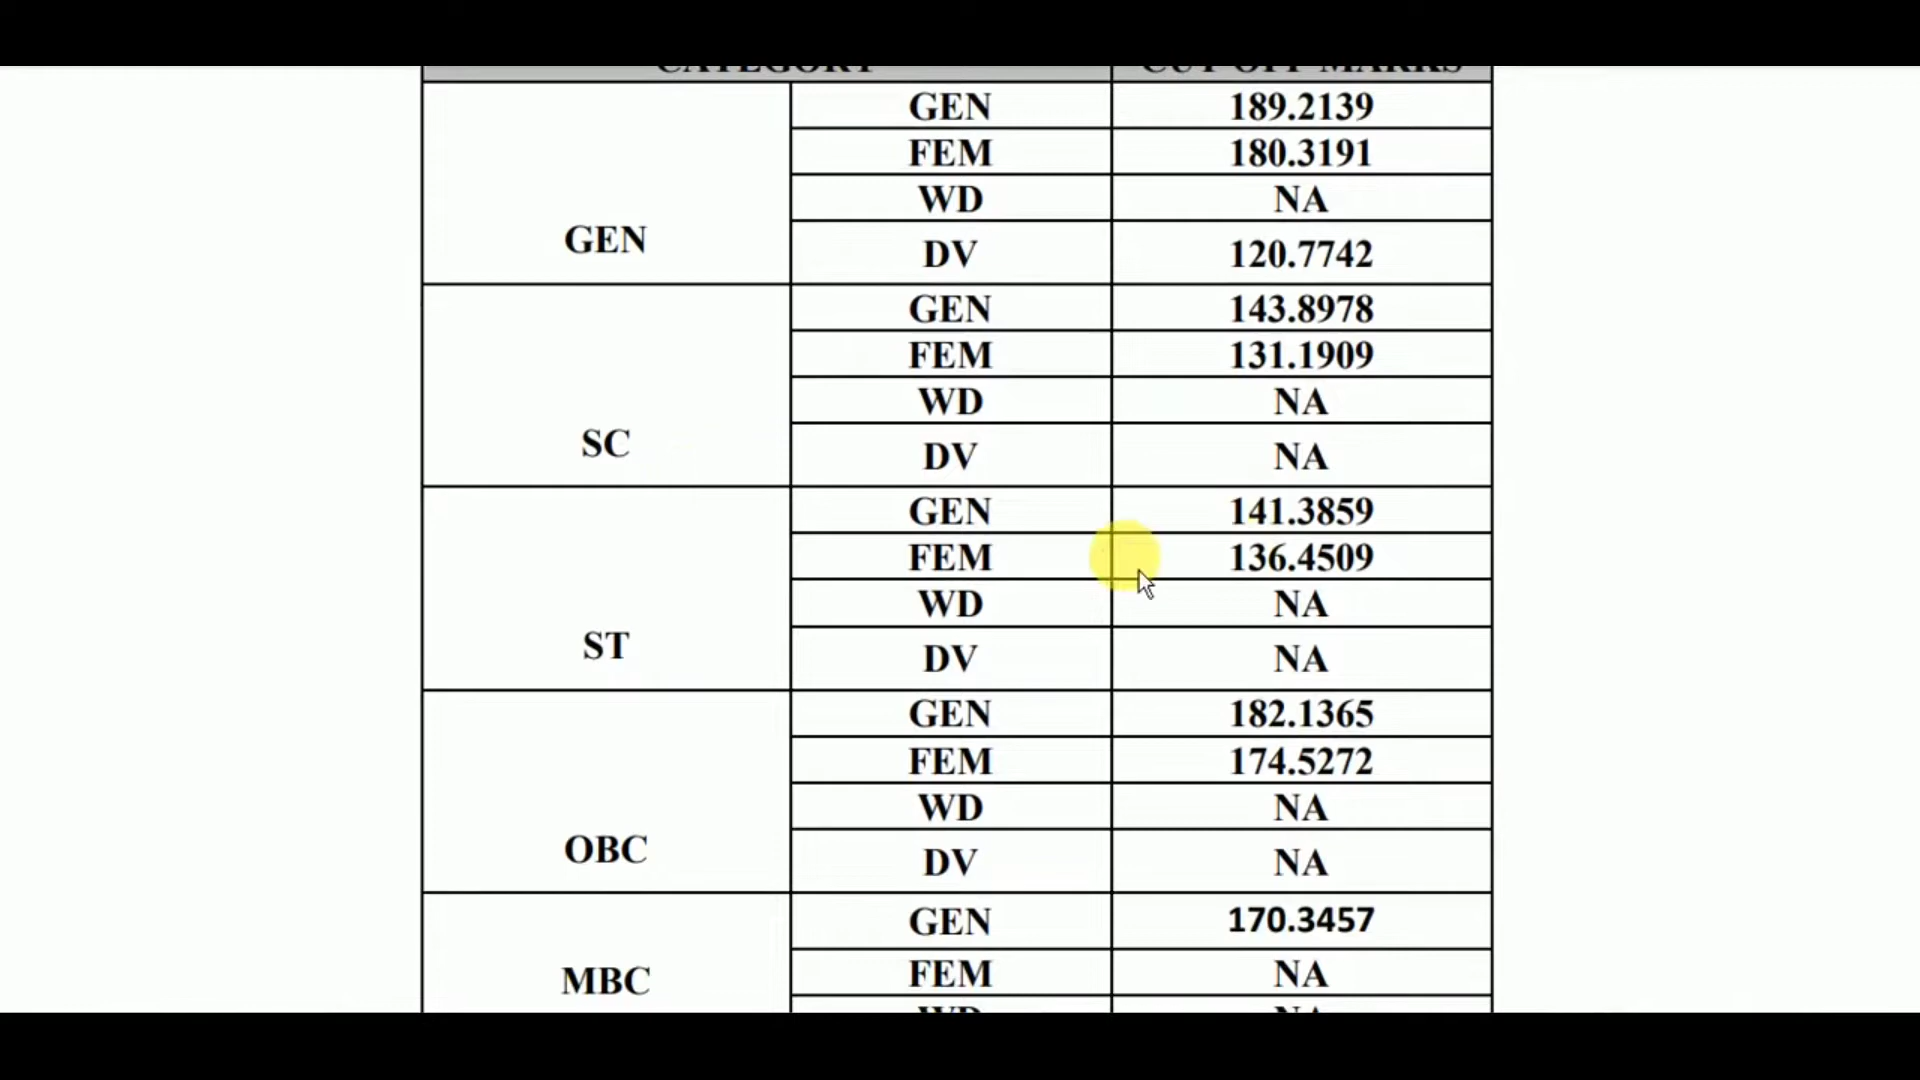 CATEGORY CUT OFF MARKS
GEN 189.2139
FEM 180.3191
WD NA
GEN
DV 120.7742
GEN 143.8978
FEM 131.1909
WD NA
SC
DV NA
GEN 141.3859
FEM 136.4509
WD NA
ST
DV NA
GEN 182.1365
FEM 174.5272
WD NA
OBC
DV NA
GEN 170.3457
MBC
FEM NA
WD NA